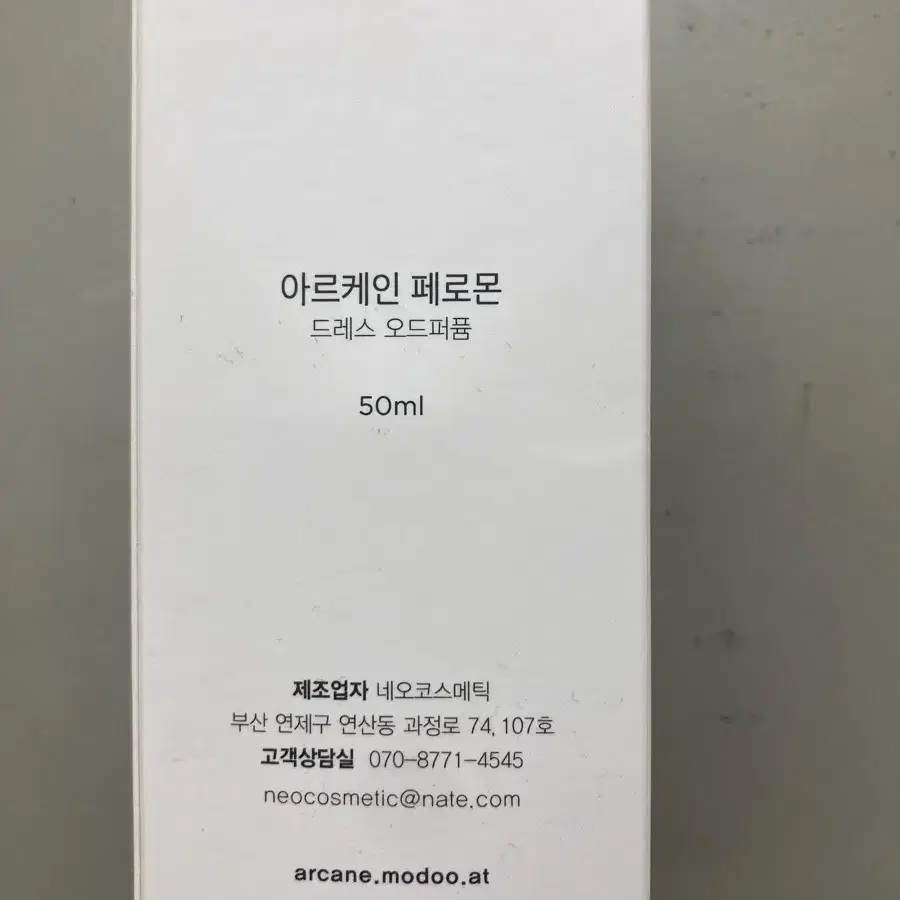 아르케인 페로몬
드레스 오드퍼퓸
50ml
제조업자 네오코스메틱
부산 연제구 연산동 과정로 74, 107호
고객상담실 070-8771-4545
neocosmetic@nate.com
arcane.modoo.at